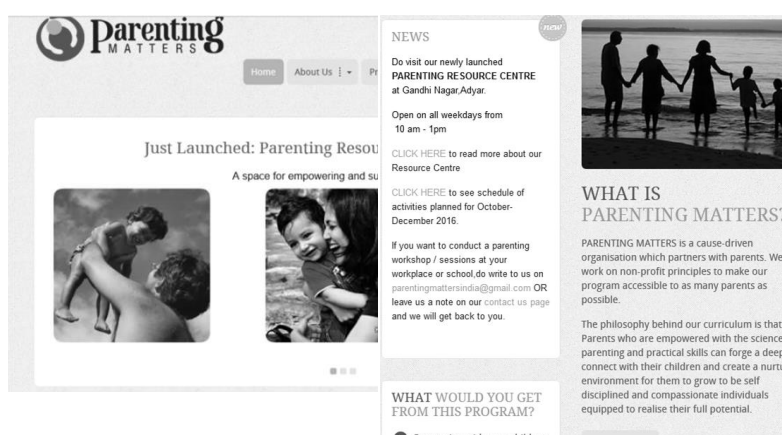 Parenting
MATTERS
Home
About Us
Just Launched: Parenting
A space for empowering and
NEWS
new
Do visit our newly launched
PARENTING RESOURCE CENTRE
at Gandhi Nagar,Adyar.
Open on all weekdays from
10 am - 1pm
CLICK HERE to read more about our
Resource Centre
CLICK HERE to see schedule of
activities planned for October-
December 2016.
If you want to conduct a parenting
workshop / sessions at your
workplace or school,do write to us on
parentingmattersindia@gmail.com OR
leave us a note on our contact us page
and we will get back to you.
WHAT WOULD YOU GET
FROM THIS PROGRAM?
WHAT IS
PARENTING MATTERS?
PARENTING MATTERS is a cause-driven
organisation which partners with parents. We
work on non-profit principles to make our
program accessible to as many parents as
possible.
The philosophy behind our curriculum is that
Parents who are empowered with the science
parenting and practical skills can forge a deep
connect with their children and create a
environment for them to grow to be self
disciplined and compassionate individuals
equipped to realise their full potential.